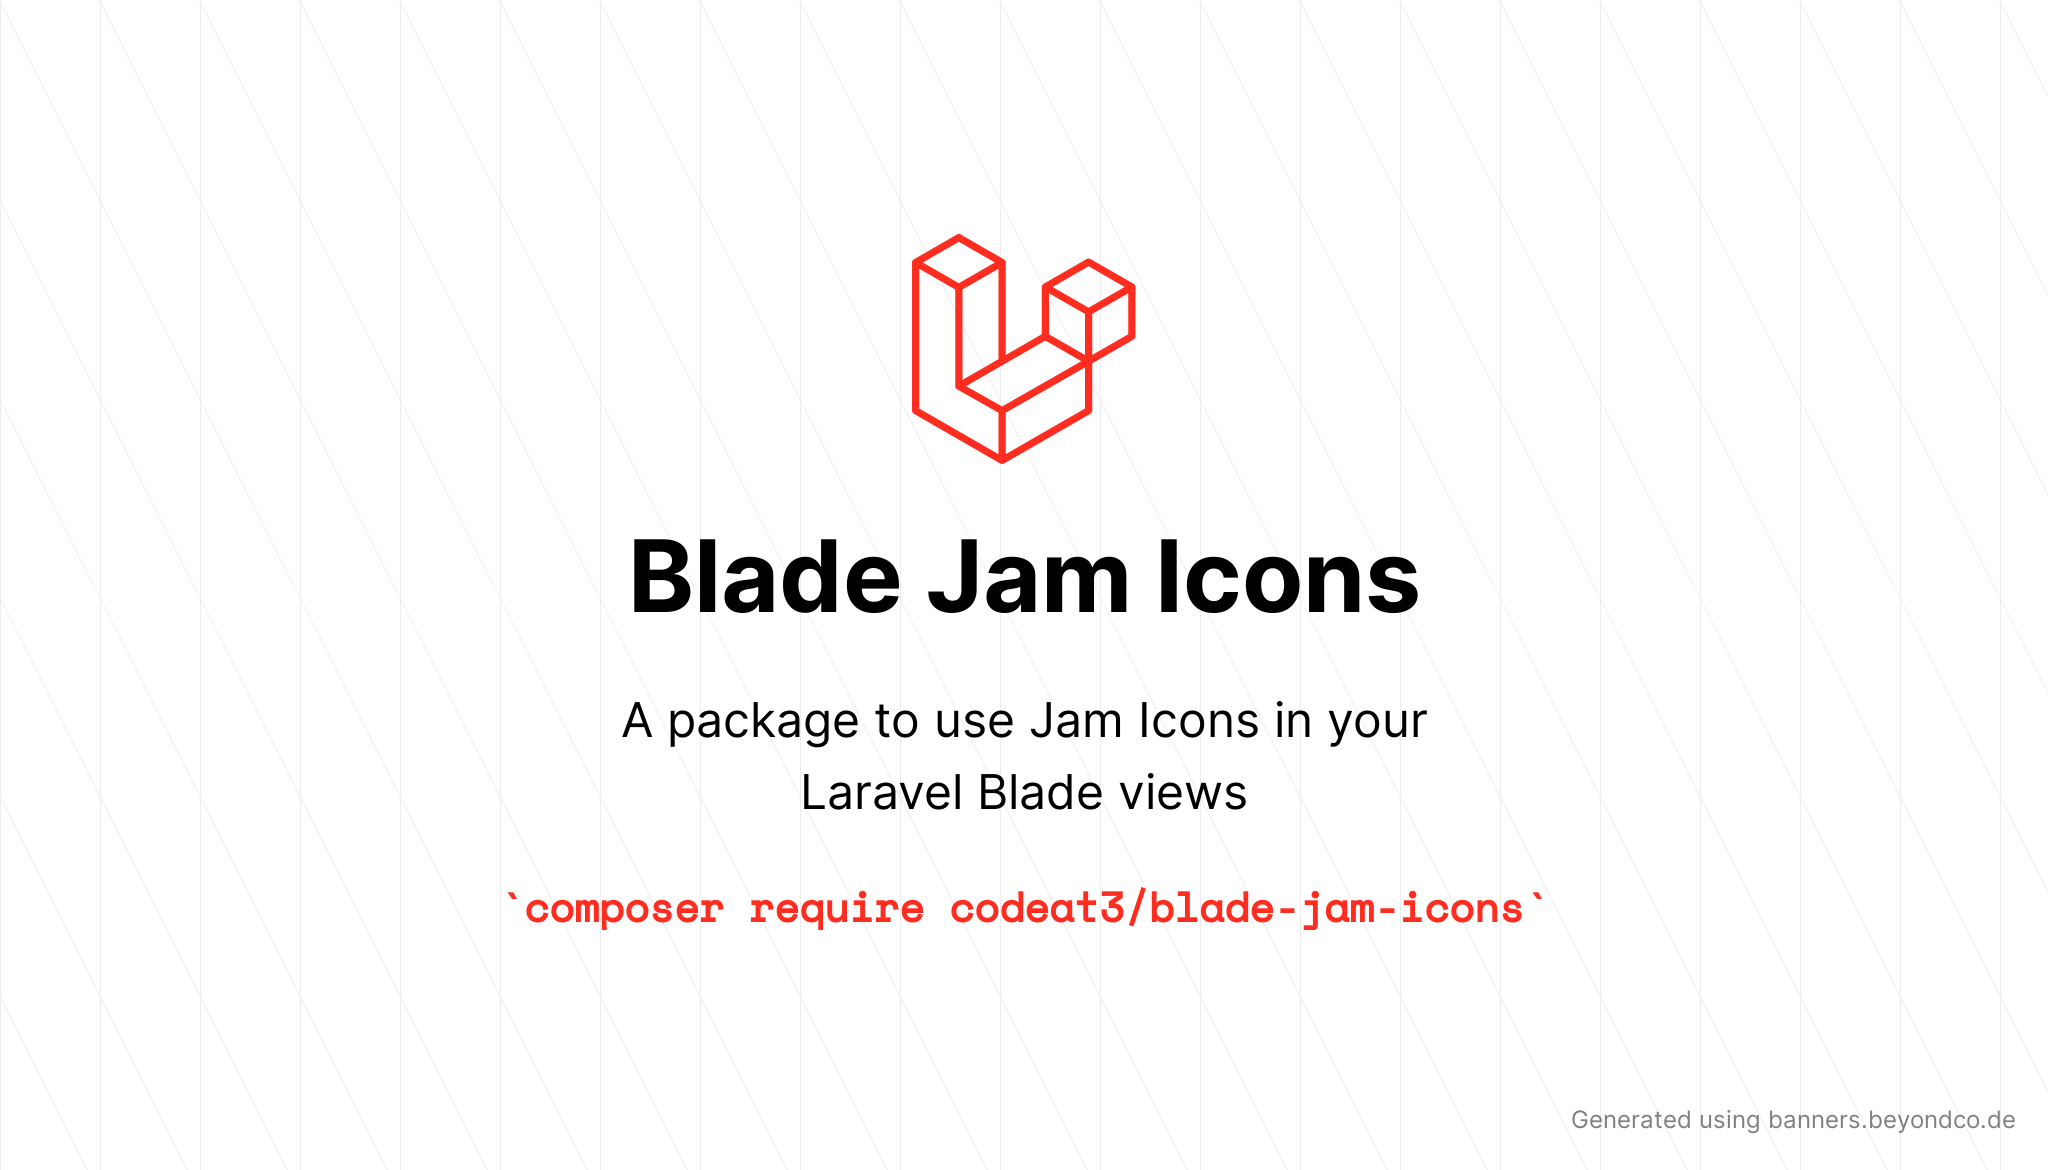 Blade Jam Icons
A package to use Jam Icons in your
Laravel Blade views
`composer require codeat3/blade-jam-icons`
Generated using banners.beyondco.de